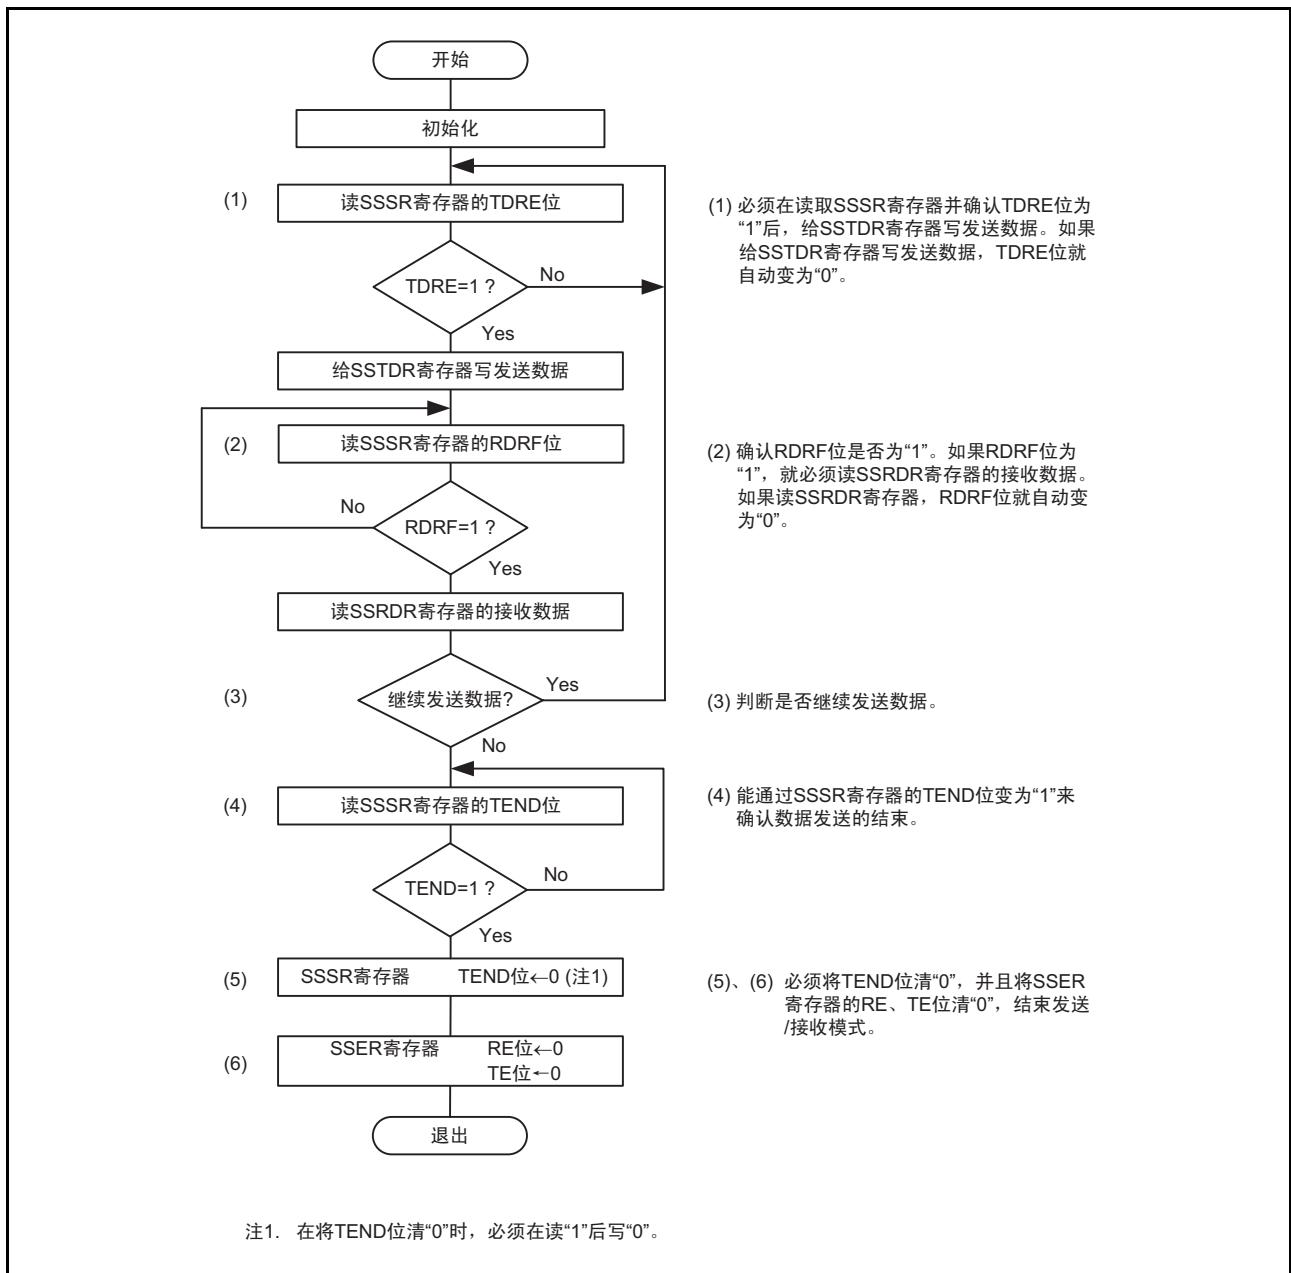 开始
初始化
(1)
读SSSR寄存器的TDRE位
(1) 必须在读取SSSR寄存器并确认TDRE位为
“1”后，给SSTDR寄存器写发送数据。如果
给SSTDR寄存器写发送数据，TDRE位就
自动变为“0”。
TDRE=1 ?
No
Yes
给SSTDR寄存器写发送数据
(2)
读SSSR寄存器的RDRF位
(2) 确认RDRF位是否为“1”。如果RDRF位为
“1”，就必须读SSRDR寄存器的接收数据。
如果读SSRDR寄存器，RDRF位就自动变
为“0”。
No
RDRF=1 ?
Yes
读SSRDR寄存器的接收数据
(3)
继续发送数据?
Yes
(3) 判断是否继续发送数据。
No
(4)
读SSSR寄存器的TEND位
(4) 能通过SSSR寄存器的TEND位变为“1”来
确认数据发送的结束。
TEND=1 ?
No
Yes
(5)
SSSR寄存器 TEND位←0 (注1)
(5)、(6) 必须将TEND位清“0”，并且将SSER
寄存器的RE、TE位清“0”，结束发送
/接收模式。
(6)
SSER寄存器 RE位←0
TE位←0
退出
注1. 在将TEND位清“0”时，必须在读“1”后写“0”。